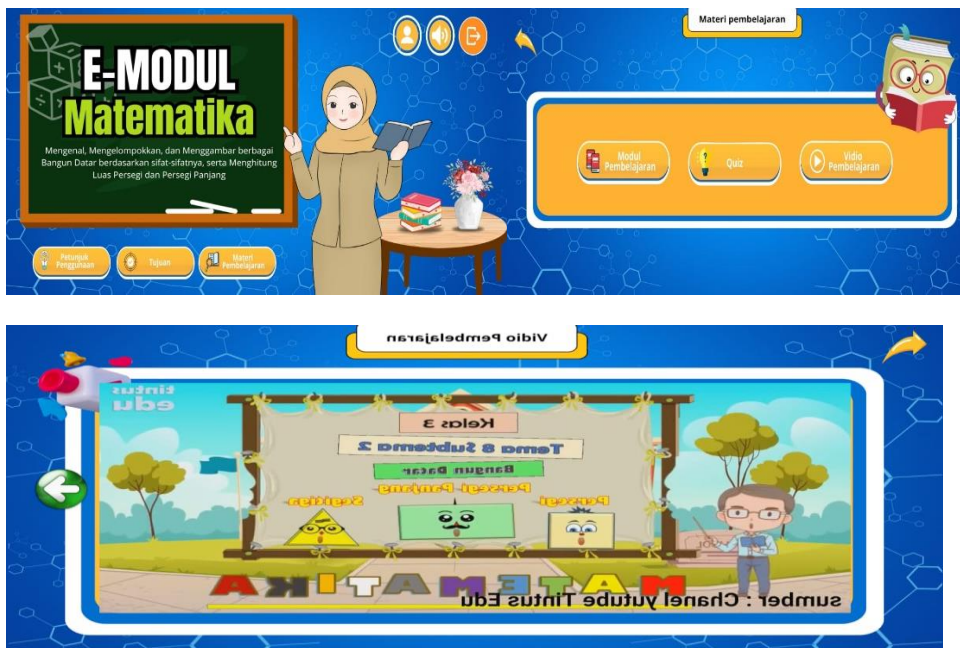 E-MODUL
Matematika
Mengenal, Mengelompokkan, dan Menggambar berbagai
Bangun Datar berdasarkan sifat-sifatnya, serta Menghitung
Luas Persegi dan Persegi Panjang
Petunjuk
Penggunaan
Tujuan
Materi
Pembelajaran
Materi pembelajaran
Modul
Pembelajaran
Quiz
Vidio
Pembelajaran
Vidio Pembelajaran
tintus
edu
Kelas 3
Tema 8 Subtema 2
Bangun Datar
Persegi
Persegi Panjang
Segitiga
MATEMATIKA
sumber : Chanel yutube Tintus Edu